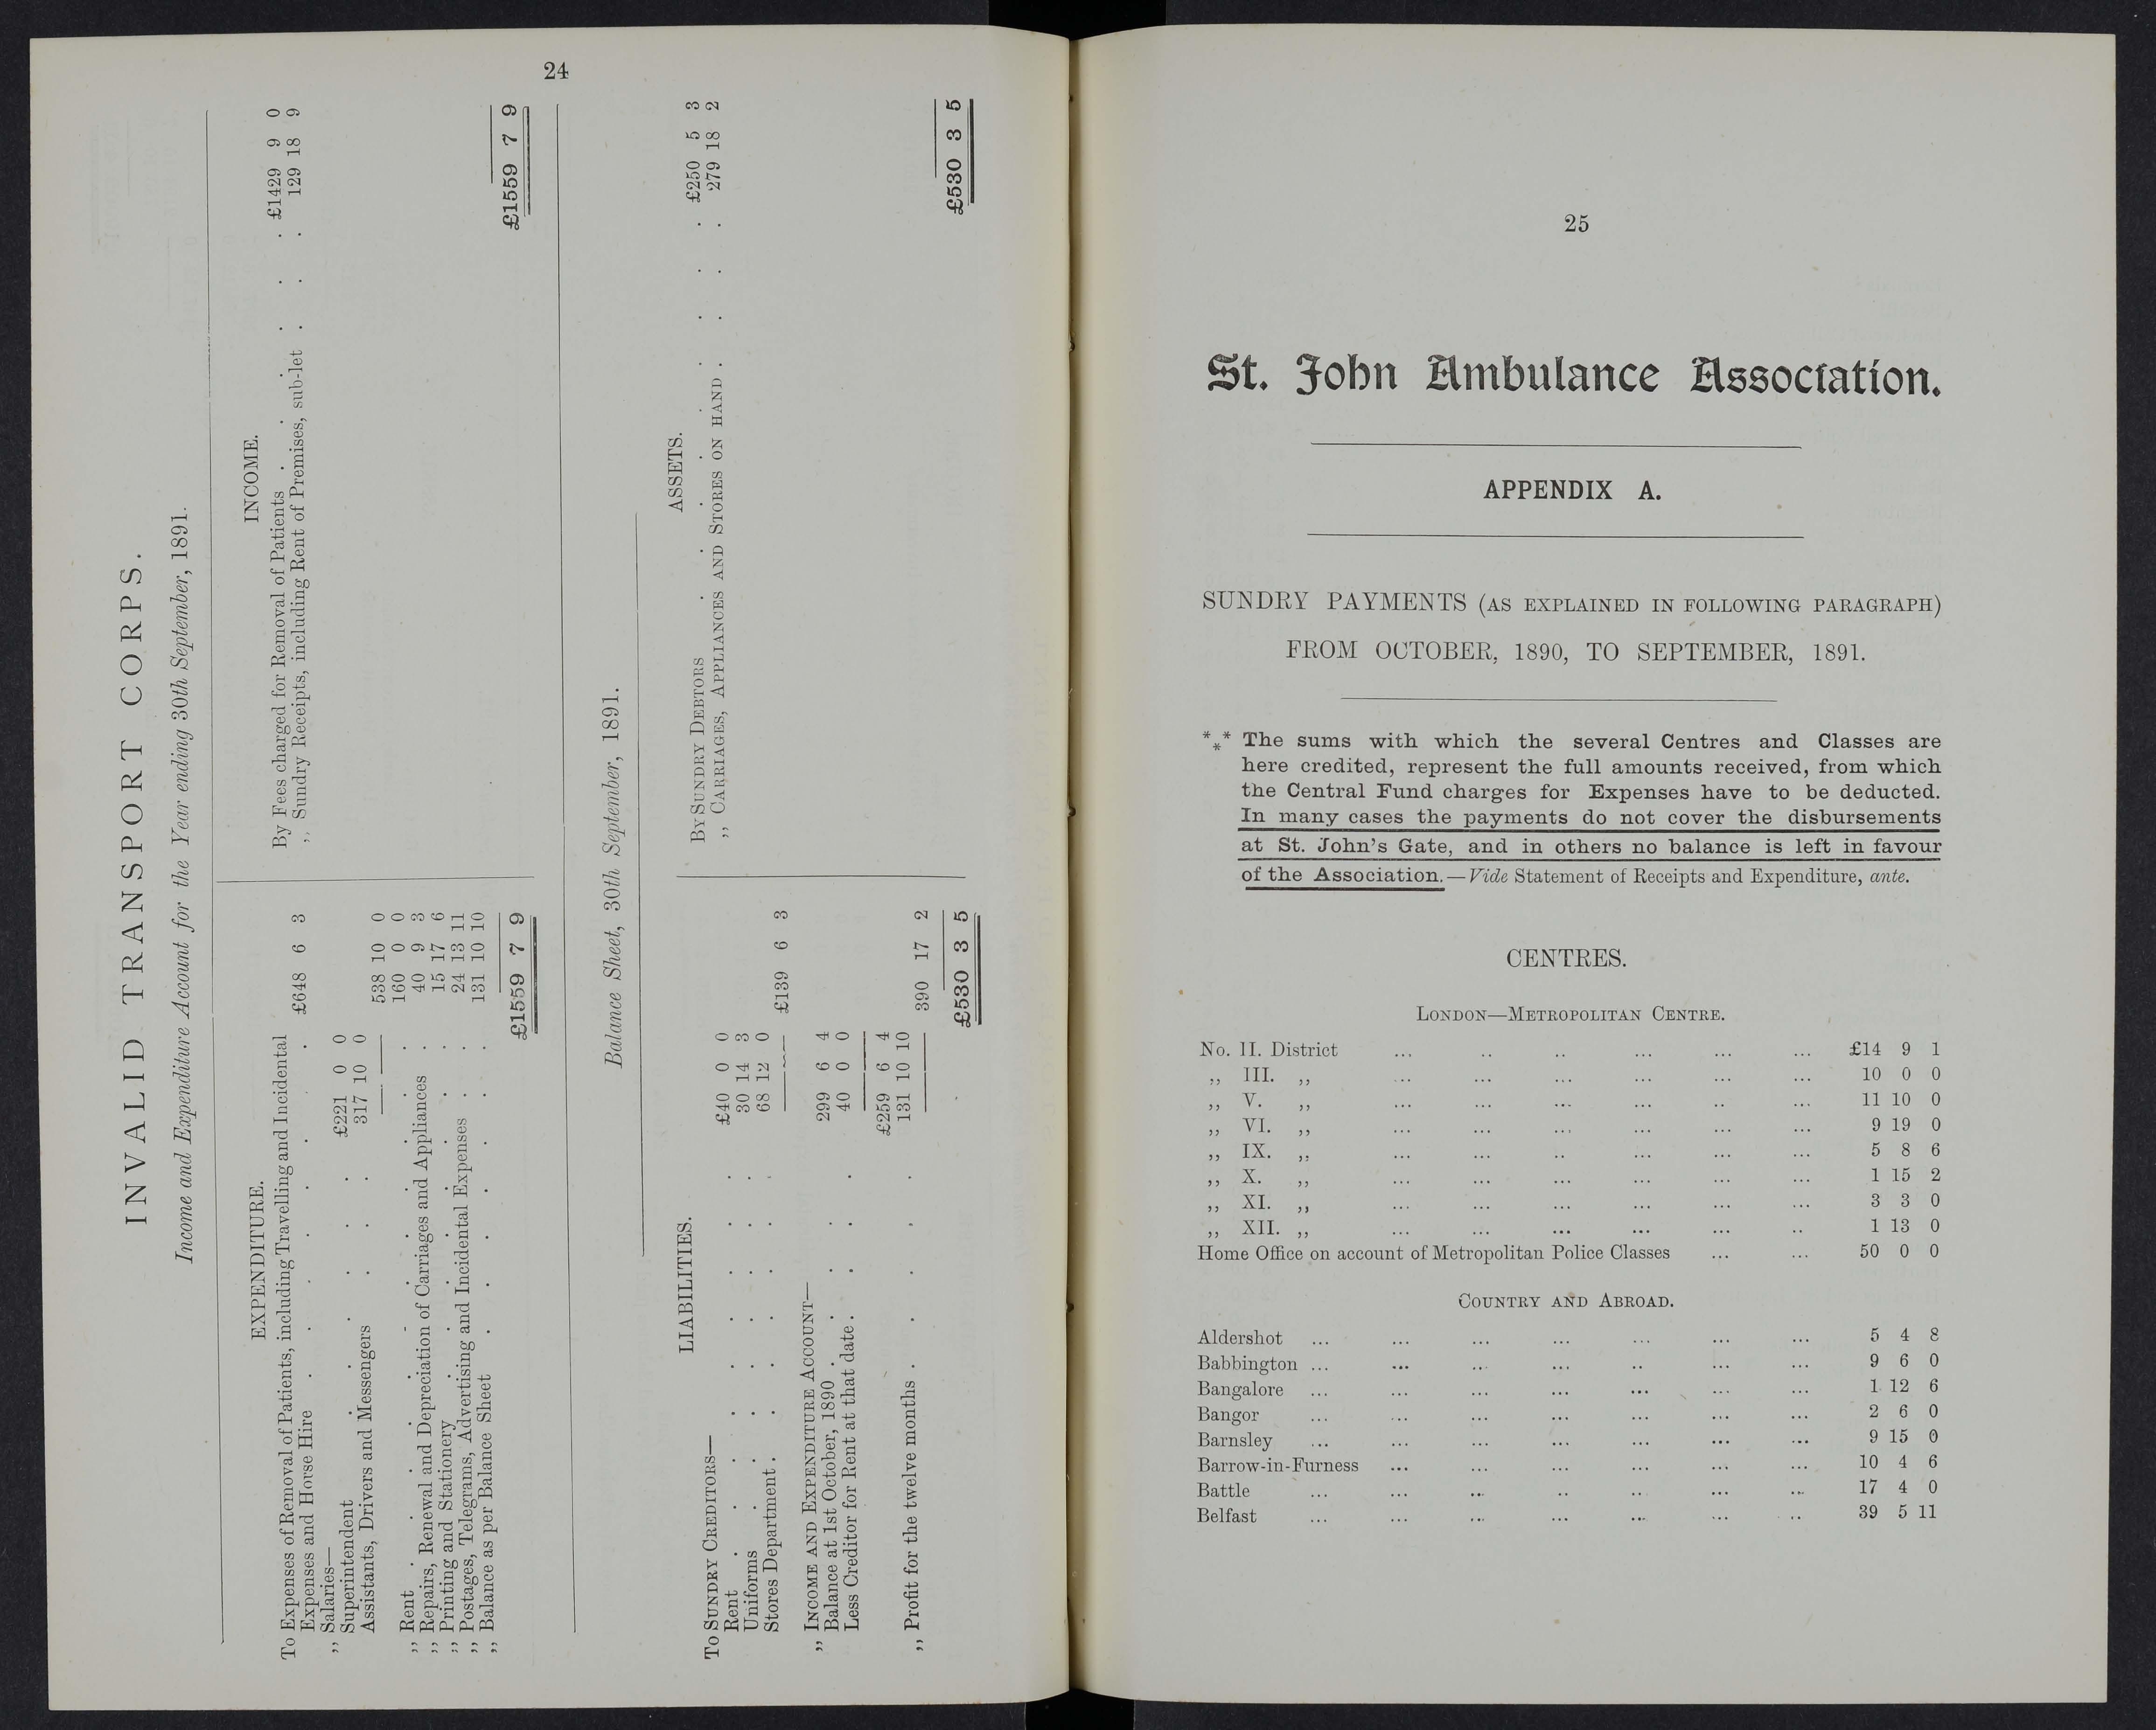 24
INVALID TRANSPORT CORPS.
Income and Expenditure Account for the Year ending 30th September, 1891.
EXPENDITURE.
To Expenses of Removal of Patients, including Travelling and Incidental
Expenses and Horse Hire . . . . . . . £648 6 3
,, Salaries—
Superintendent . . . . £221 0 0
Assistants, Drivers and Messengers . . . 317 10 0
538 10 0
,, Rent . . . . . . . 160 0 0
,, Repairs, Renewal and Depreciation of Carriages and Appliances . 40 9 3
,, Printing and Stationery . . . . . . 15 17 6
,, Postages, Telegrams, Advertising and Incidental Expenses . . 24 13 11
,, Balance as per Balance Sheet . . . . . . . 131 10 10
£1559 7 9
INCOME.
By Fees charged for Removal of Patients . . . . . £1429 9 0
,, Sundry Receipts, including Rent of Premises, sub-let . . . 129 18 9
£1559 7 9
Balance Sheet, 30th September, 1891.
LIABILITIES.
To SUNDRY CREDITORS—
Rent . . . . . . . . £40 0 0
Uniforms . . . . . . . 30 14 3
Stores Department . . . . . . 68 12 0
£139 6 3
,, INCOME AND EXPENDITURE ACCOUNT—
Balance at 1st October, 1890 . . . . 299 6 4
Less Creditor for Rent at that date . . . . 40 0 0
£259 6 4
,, Profit for the twelve months . . . . . 131 10 10
390 17 2
£530 3 5
ASSETS.
By SUNDRY DEBTORS . . . . . . . . £250 5 3
,, CARRIAGES, APPLIANCES AND STORES ON HAND . . . . 279 18 2
£530 3 5
25
St. John Ambulance Association.
APPENDIX A.
SUNDRY PAYMENTS (AS EXPLAINED IN FOLLOWING PARAGRAPH)
FROM OCTOBER, 1890, TO SEPTEMBER, 1891.
*** The sums with which the several Centres and Classes are
here credited, represent the full amounts received, from which
the Central Fund charges for Expenses have to be deducted.
In many cases the payments do not cover the disbursements
at St. John's Gate, and in others no balance is left in favour
of the Association.—Vide Statement of Receipts and Expenditure, ante.
CENTRES.
LONDON—METROPOLITAN CENTRE.
No. II. District ... .. .. ... ... ... £14 9 1
,, III. ,, ... ... ... ... ... ... 10 0 0
,, V. ,, ... ... ... ... .. ... 11 10 0
,, VI. ,, ... ... ... ... ... ... 9 19 0
,, IX. ,, ... ... .. ... ... ... 5 8 6
,, X. ,, ... ... ... ... ... ... 1 15 2
,, XI. ,, ... ... ... ... ... ... 3 3 0
,, XII. ,, ... ... ... ... ... .. 1 13 0
Home Office on account of Metropolitan Police Classes ... ... 50 0 0
COUNTRY AND ABROAD.
Aldershot ... ... ... ... ... ... ... 5 4 8
Babbington ... ... ... ... .. ... ... 9 6 0
Bangalore ... ... ... ... ... ... ... 1 12 6
Bangor ... ... ... ... ... ... ... 2 6 0
Barnsley ... ... ... ... ... ... ... 9 15 0
Barrow-in-Furness ... ... ... ... ... ... 10 4 6
Battle ... ... ... .. .. ... ... 17 4 0
Belfast ... ... ... ... ... ... .. 39 5 11